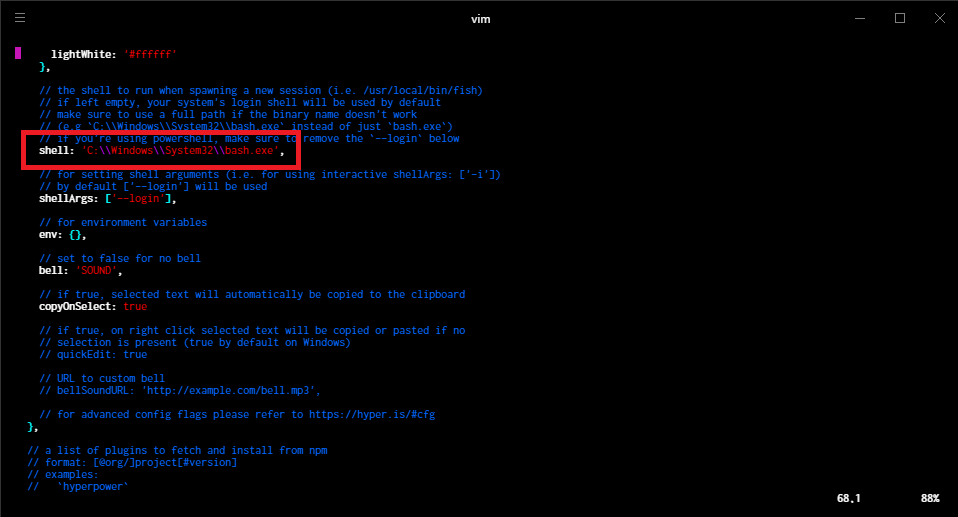 vim
lightWhite: '#ffffff'
},
// the shell to run when spawning a new session (i.e. /usr/local/bin/fish)
// if left empty, your system's login shell will be used by default
// make sure to use a full path if the binary name doesn't work
// (e.g `C:\\Windows\\System32\\bash.exe` instead of just `bash.exe`)
// if you're using powershell, make sure to remove the `--login` below
shell: 'C:\\Windows\\System32\\bash.exe',
// for setting shell arguments (i.e. for using interactive shellArgs: ['-i'])
// by default ['--login'] will be used
shellArgs: ['--login'],
// for environment variables
env: {},
// set to false for no bell
bell: 'SOUND',
// if true, selected text will automatically be copied to the clipboard
copyOnSelect: true
// if true, on right click selected text will be copied or pasted if no
// selection is present (true by default on Windows)
// quickEdit: true
// URL to custom bell
// bellSoundURL: 'http://example.com/bell.mp3',
// for advanced config flags please refer to https://hyper.is/#cfg
},
// a list of plugins to fetch and install from npm
// format: [@org/]project[#version]
// examples:
//   `hyperpower`
68,1 88%